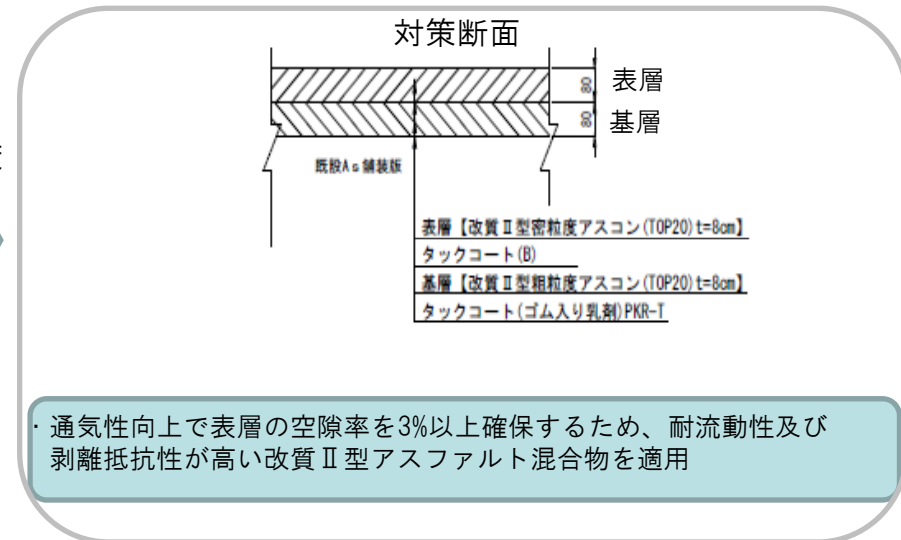 対策断面
80
表層
80
基層
既設As舗装版
表層【改質Ⅱ型密粒度アスコン(TOP20)t=8cm】
タックコート(B)
基層【改質Ⅱ型粗粒度アスコン(TOP20)t=8cm】
タックコート(ゴム入り乳剤)PKR-T
・通気性向上で表層の空隙率を3%以上確保するため、耐流動性及び
剥離抵抗性が高い改質Ⅱ型アスファルト混合物を適用